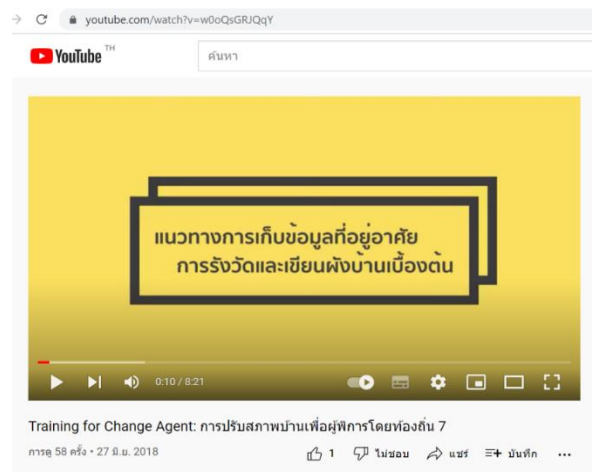 youtube.com/watch?v=w0oQsGRJQqY
YouTube TH
ค้นหา
แนวทางการเก็บข้อมูลที่อยู่อาศัย
การรังวัดและเขียนผังบ้านเบื้องต้น
0:10 / 8:21
Training for Change Agent: การปรับสภาพบ้านเพื่อผู้พิการโดยท้องถิ่น 7
การดู 58 ครั้ง • 27 มิ.ย. 2018 1 ไม่ชอบ แชร์ บันทึก